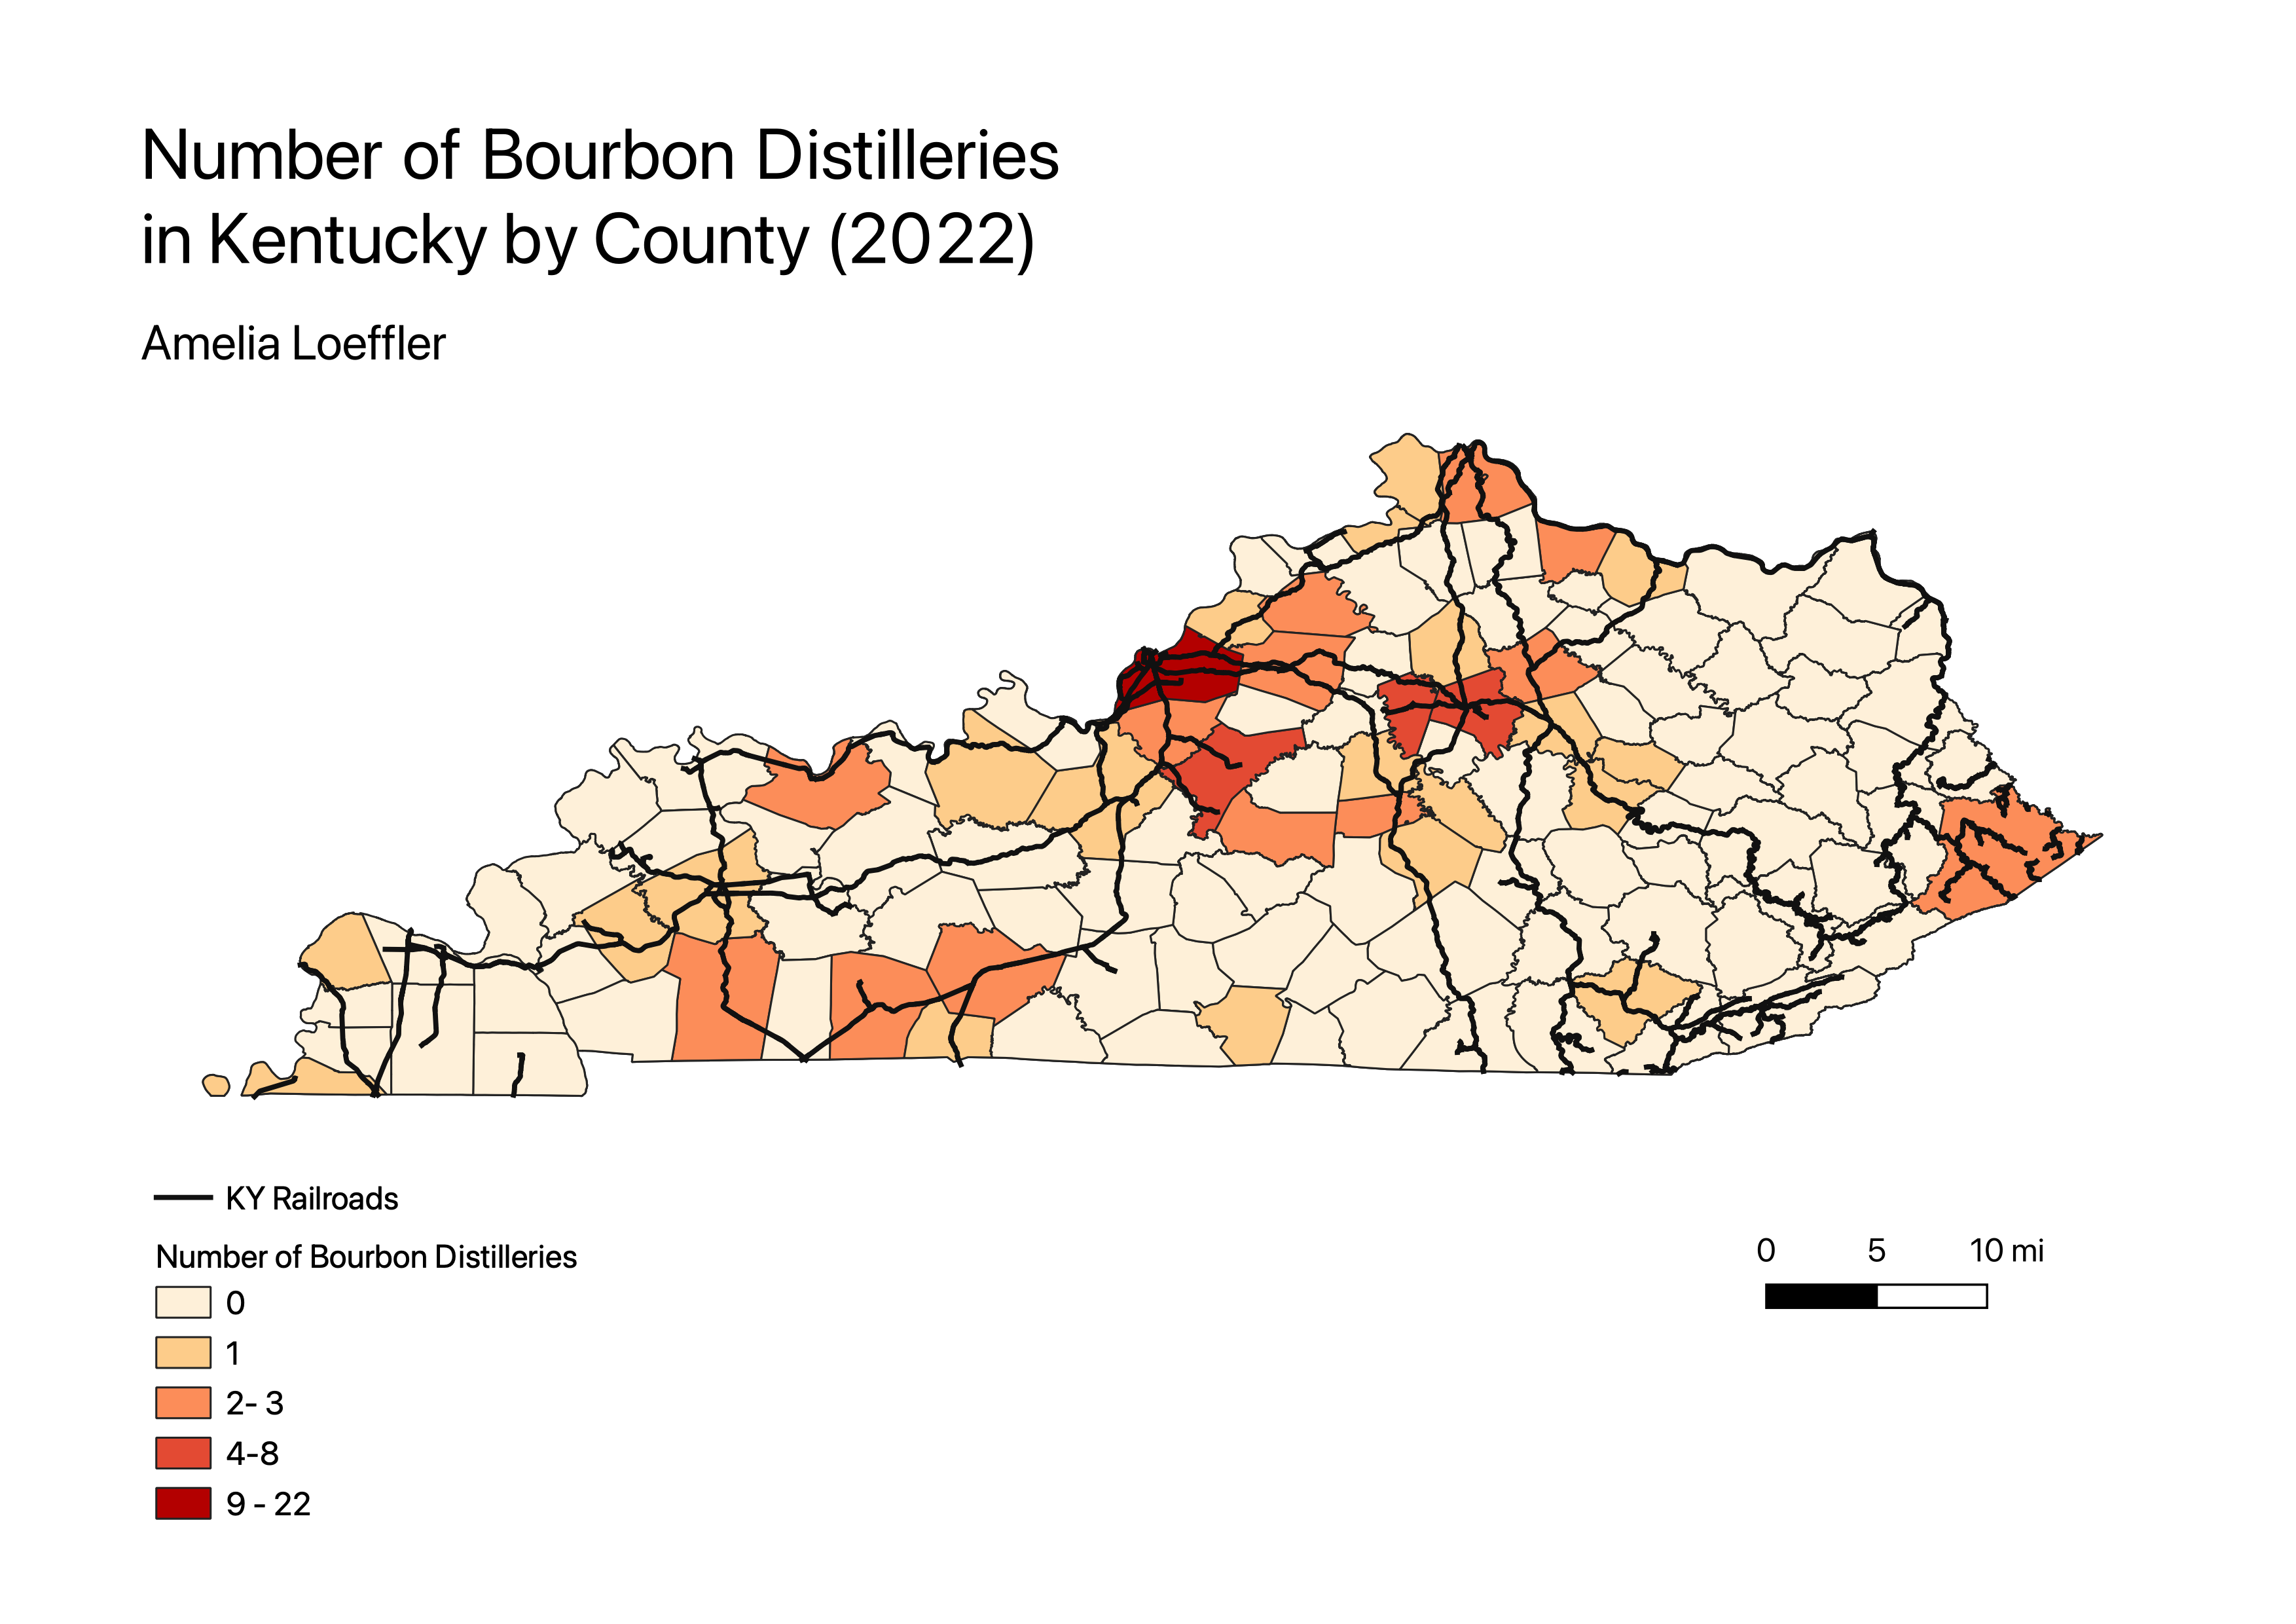 Number of Bourbon Distilleries
in Kentucky by County (2022)
Amelia Loeffler
KY Railroads
Number of Bourbon Distilleries
0
1
2- 3
4-8
9 - 22
0 5 10 mi